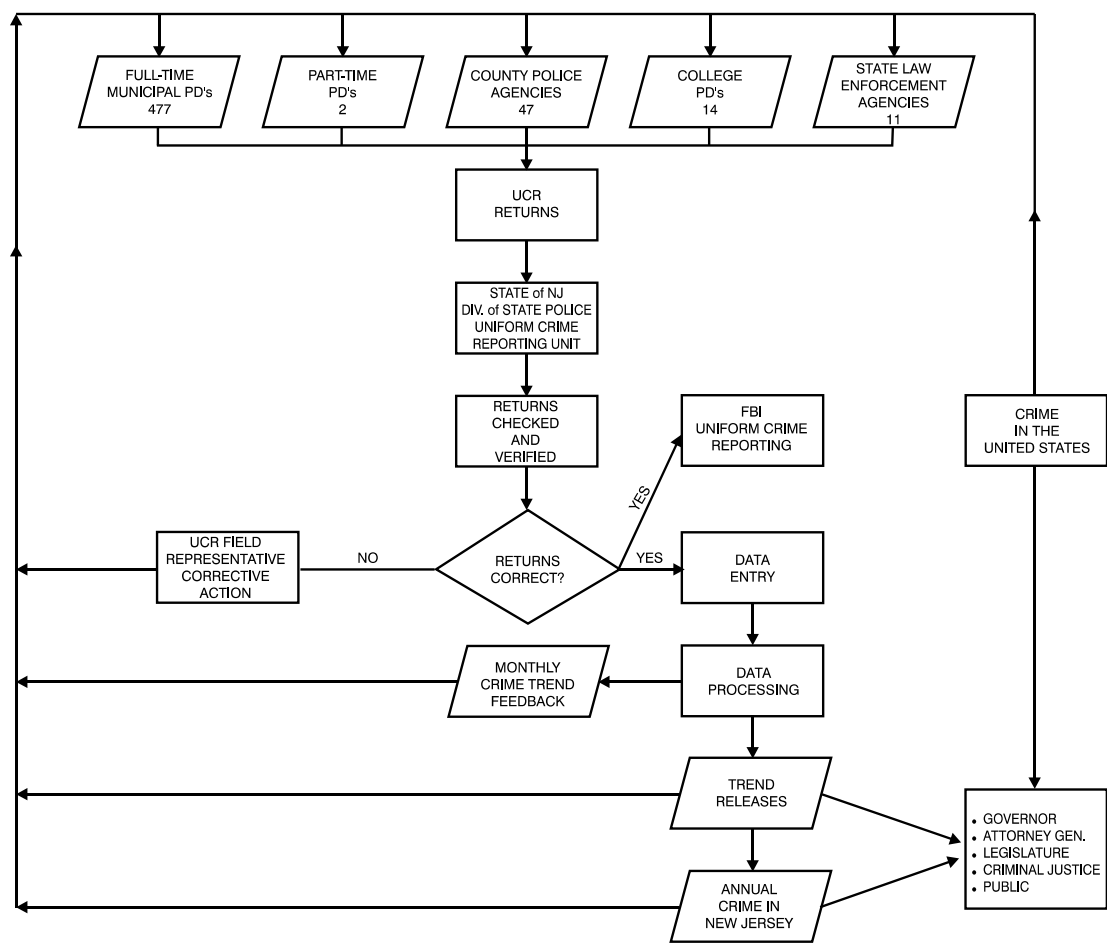 FULL-TIME
MUNICIPAL PD's
477
PART-TIME
PD's
2
COUNTY POLICE
AGENCIES
47
COLLEGE
PD's
14
STATE LAW
ENFORCEMENT
AGENCIES
11
UCR
RETURNS
STATE of NJ
DIV. of STATE POLICE
UNIFORM CRIME
REPORTING UNIT
RETURNS
CHECKED
AND
VERIFIED
FBI
UNIFORM CRIME
REPORTING
CRIME
IN THE
UNITED STATES
YES
UCR FIELD
REPRESENTATIVE
CORRECTIVE
ACTION
NO
RETURNS
CORRECT?
YES
DATA
ENTRY
MONTHLY
CRIME TREND
FEEDBACK
DATA
PROCESSING
TREND
RELEASES
• GOVERNOR
• ATTORNEY GEN.
• LEGISLATURE
• CRIMINAL JUSTICE
• PUBLIC
ANNUAL
CRIME IN
NEW JERSEY